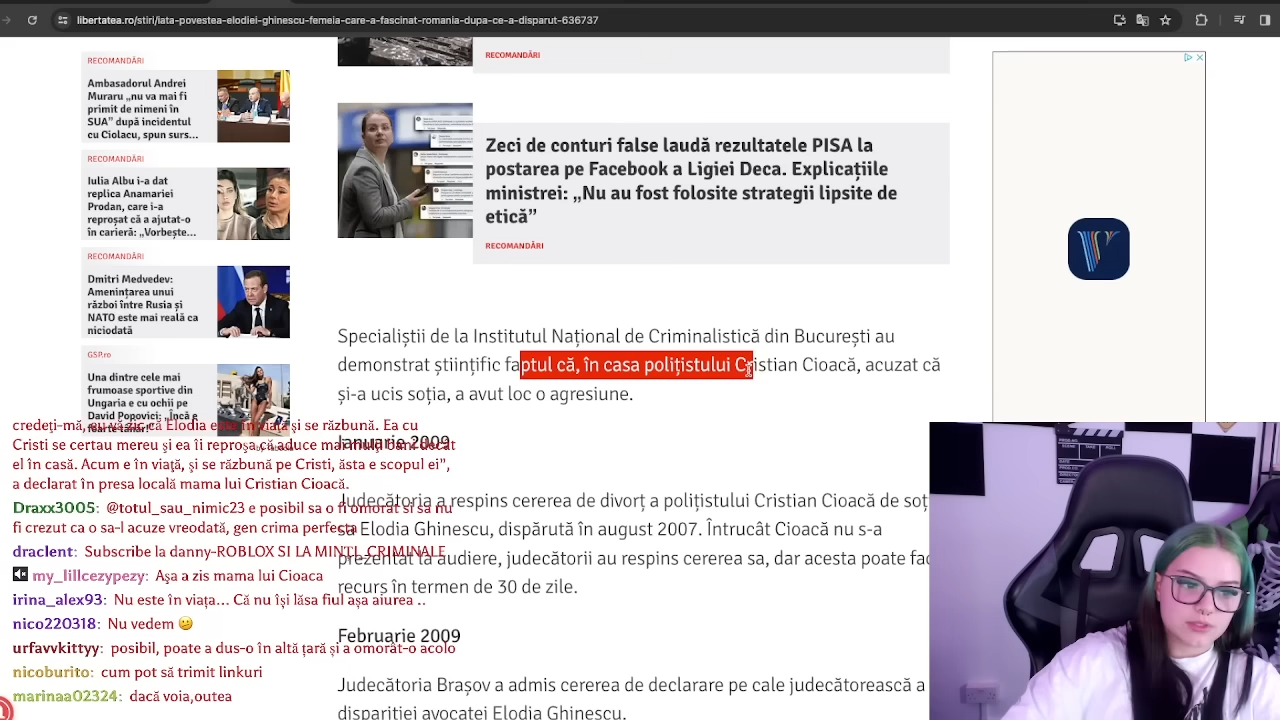 libertatea.ro/stiri/iata-povestea-elodiei-ghinescu-femeia-care-a-fascinat-romania-dupa-ce-a-disparut-636737
RECOMANDĂRI
Ambasadorul Andrei
Muraru „nu va mai fi
primit de nimeni în
SUA” după incidentul
cu Ciolacu, spun surs...
RECOMANDĂRI
Iulia Albu i-a dat
replica Anamariei
Prodan, care i-a
reproșat că a ajutat-o
în carieră: „Vorbește...
RECOMANDĂRI
Dmitri Medvedev:
Amenințarea unui
război între Rusia și
NATO este mai reală ca
niciodată
GSP.ro
Una dintre cele mai
frumoase sportive din
Ungaria e cu ochii pe
David Popovici: „Încă e
foarte tânăr!”
RECOMANDĂRI
Zeci de conturi false laudă rezultatele PISA la
postarea pe Facebook a Ligiei Deca. Explicațiile
ministrei: „Nu au fost folosite strategii lipsite de
etică”
RECOMANDĂRI
Specialiștii de la Institutul Național de Criminalistică din București au
demonstrat științific faptul că, în casa polițistului Cristian Cioacă, acuzat că
și-a ucis soția, a avut loc o agresiune.
Ianuarie 2009
Judecătoria a respins cererea de divorț a polițistului Cristian Cioacă de soț
sa Elodia Ghinescu, dispărută în august 2007. Întrucât Cioacă nu s-a
prezentat la audiere, judecătorii au respins cererea sa, dar acesta poate fac
recurs în termen de 30 de zile.
Februarie 2009
Judecătoria Brașov a admis cererea de declarare pe cale judecătorească a
dispariției avocatei Elodia Ghinescu.
credeți-mă, eu vă zic că Elodia este în viață și se răzbună. Ea cu
Cristi se certau mereu și ea îi reproșa că aduce mai mulți bani decât
el în casă. Acum e în viață, și se răzbună pe Cristi, ăsta e scopul ei”,
a declarat în presa locală mama lui Cristian Cioacă.
Draxx3005: @totul_sau_nimic23 e posibil sa o fi omorat si sa nu
fi crezut ca o sa-l acuze vreodată, gen crima perfecta
draclent: Subscribe la danny-ROBLOX SI LA MINTI_CRIMINALE
my_lillcezypezy: Așa a zis mama lui Cioaca
irina_alex93: Nu este în viața... Că nu își lăsa fiul așa aiurea ..
nico220318: Nu vedem 🫤
urfavvkittyy: posibil, poate a dus-o în altă țară și a omorât-o acolo
nicoburito: cum pot să trimit linkuri
marinaa02324: dacă voia,outea